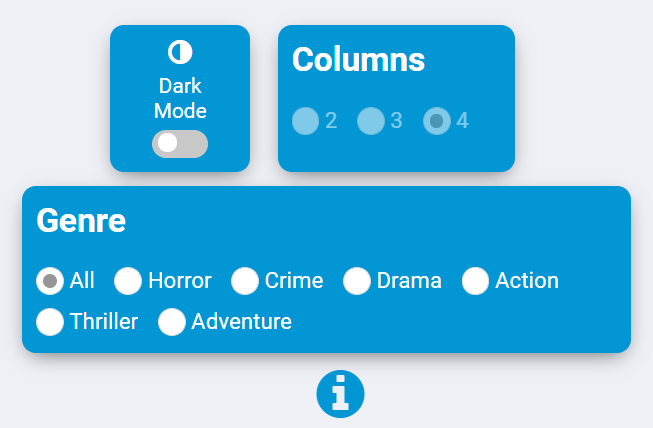 Dark
Mode
Columns
2 3 4
Genre
All Horror Crime Drama Action
Thriller Adventure